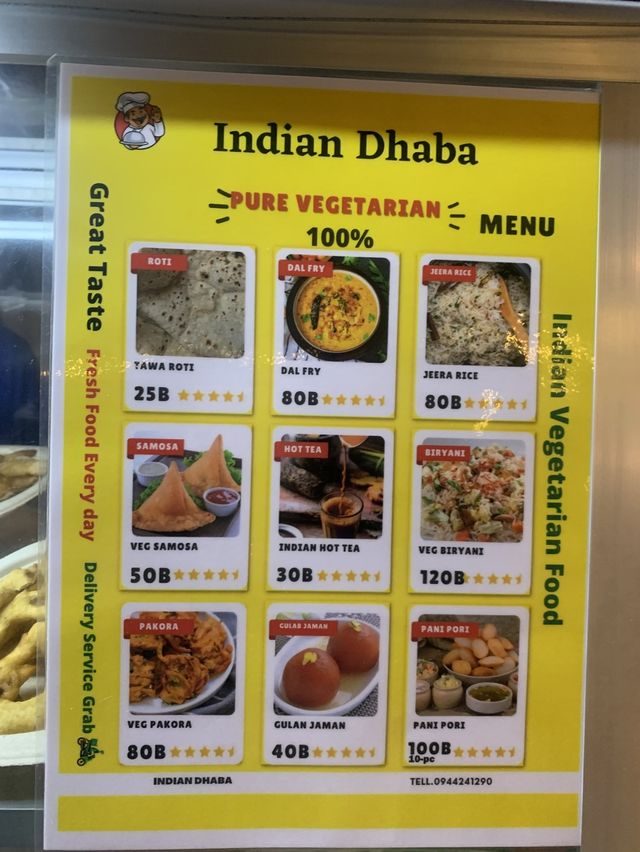 Indian Dhaba
PURE VEGETARIAN
100%
MENU
Great Taste
Fresh Food Every day
Delivery Service Grab
Indian Vegetarian Food
ROTI
TAWA ROTI
25B
DAL FRY
DAL FRY
80B
JEERA RICE
JEERA RICE
80B
SAMOSA
VEG SAMOSA
50B
HOT TEA
INDIAN HOT TEA
30B
BIRYANI
VEG BIRYANI
120B
PAKORA
VEG PAKORA
80B
GULAB JAMAN
GULAN JAMAN
40B
PANI PORI
PANI PORI
100B
10-pc
INDIAN DHABA
TELL.0944241290